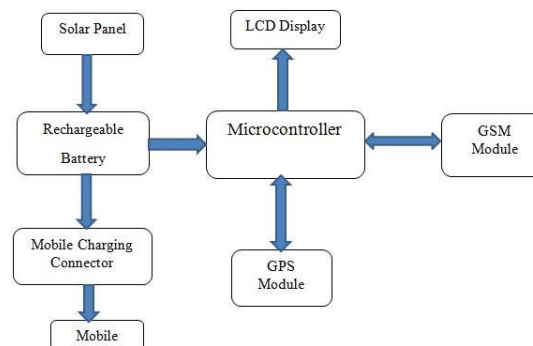 Solar Panel
LCD Display
Rechargeable
Battery
Microcontroller
GSM
Module
Mobile Charging
Connector
GPS
Module
Mobile